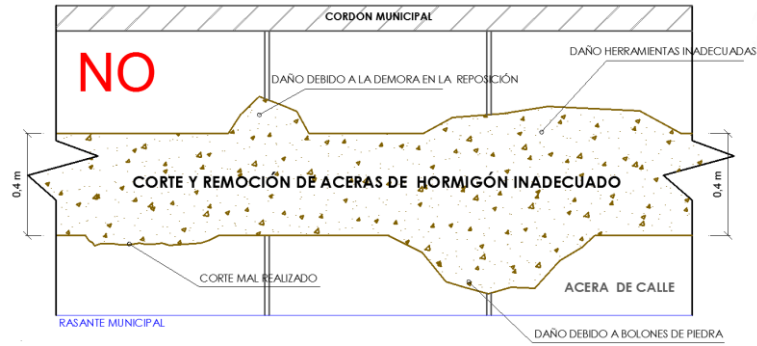 CORDÓN MUNICIPAL
NO
DAÑO HERRAMIENTAS INADECUADAS
DAÑO DEBIDO A LA DEMORA EN LA REPOSICIÓN
0,4 m
CORTE Y REMOCIÓN DE ACERAS DE HORMIGÓN INADECUADO
0,4 m
CORTE MAL REALIZADO
ACERA DE CALLE
RASANTE MUNICIPAL
DAÑO DEBIDO A BOLONES DE PIEDRA